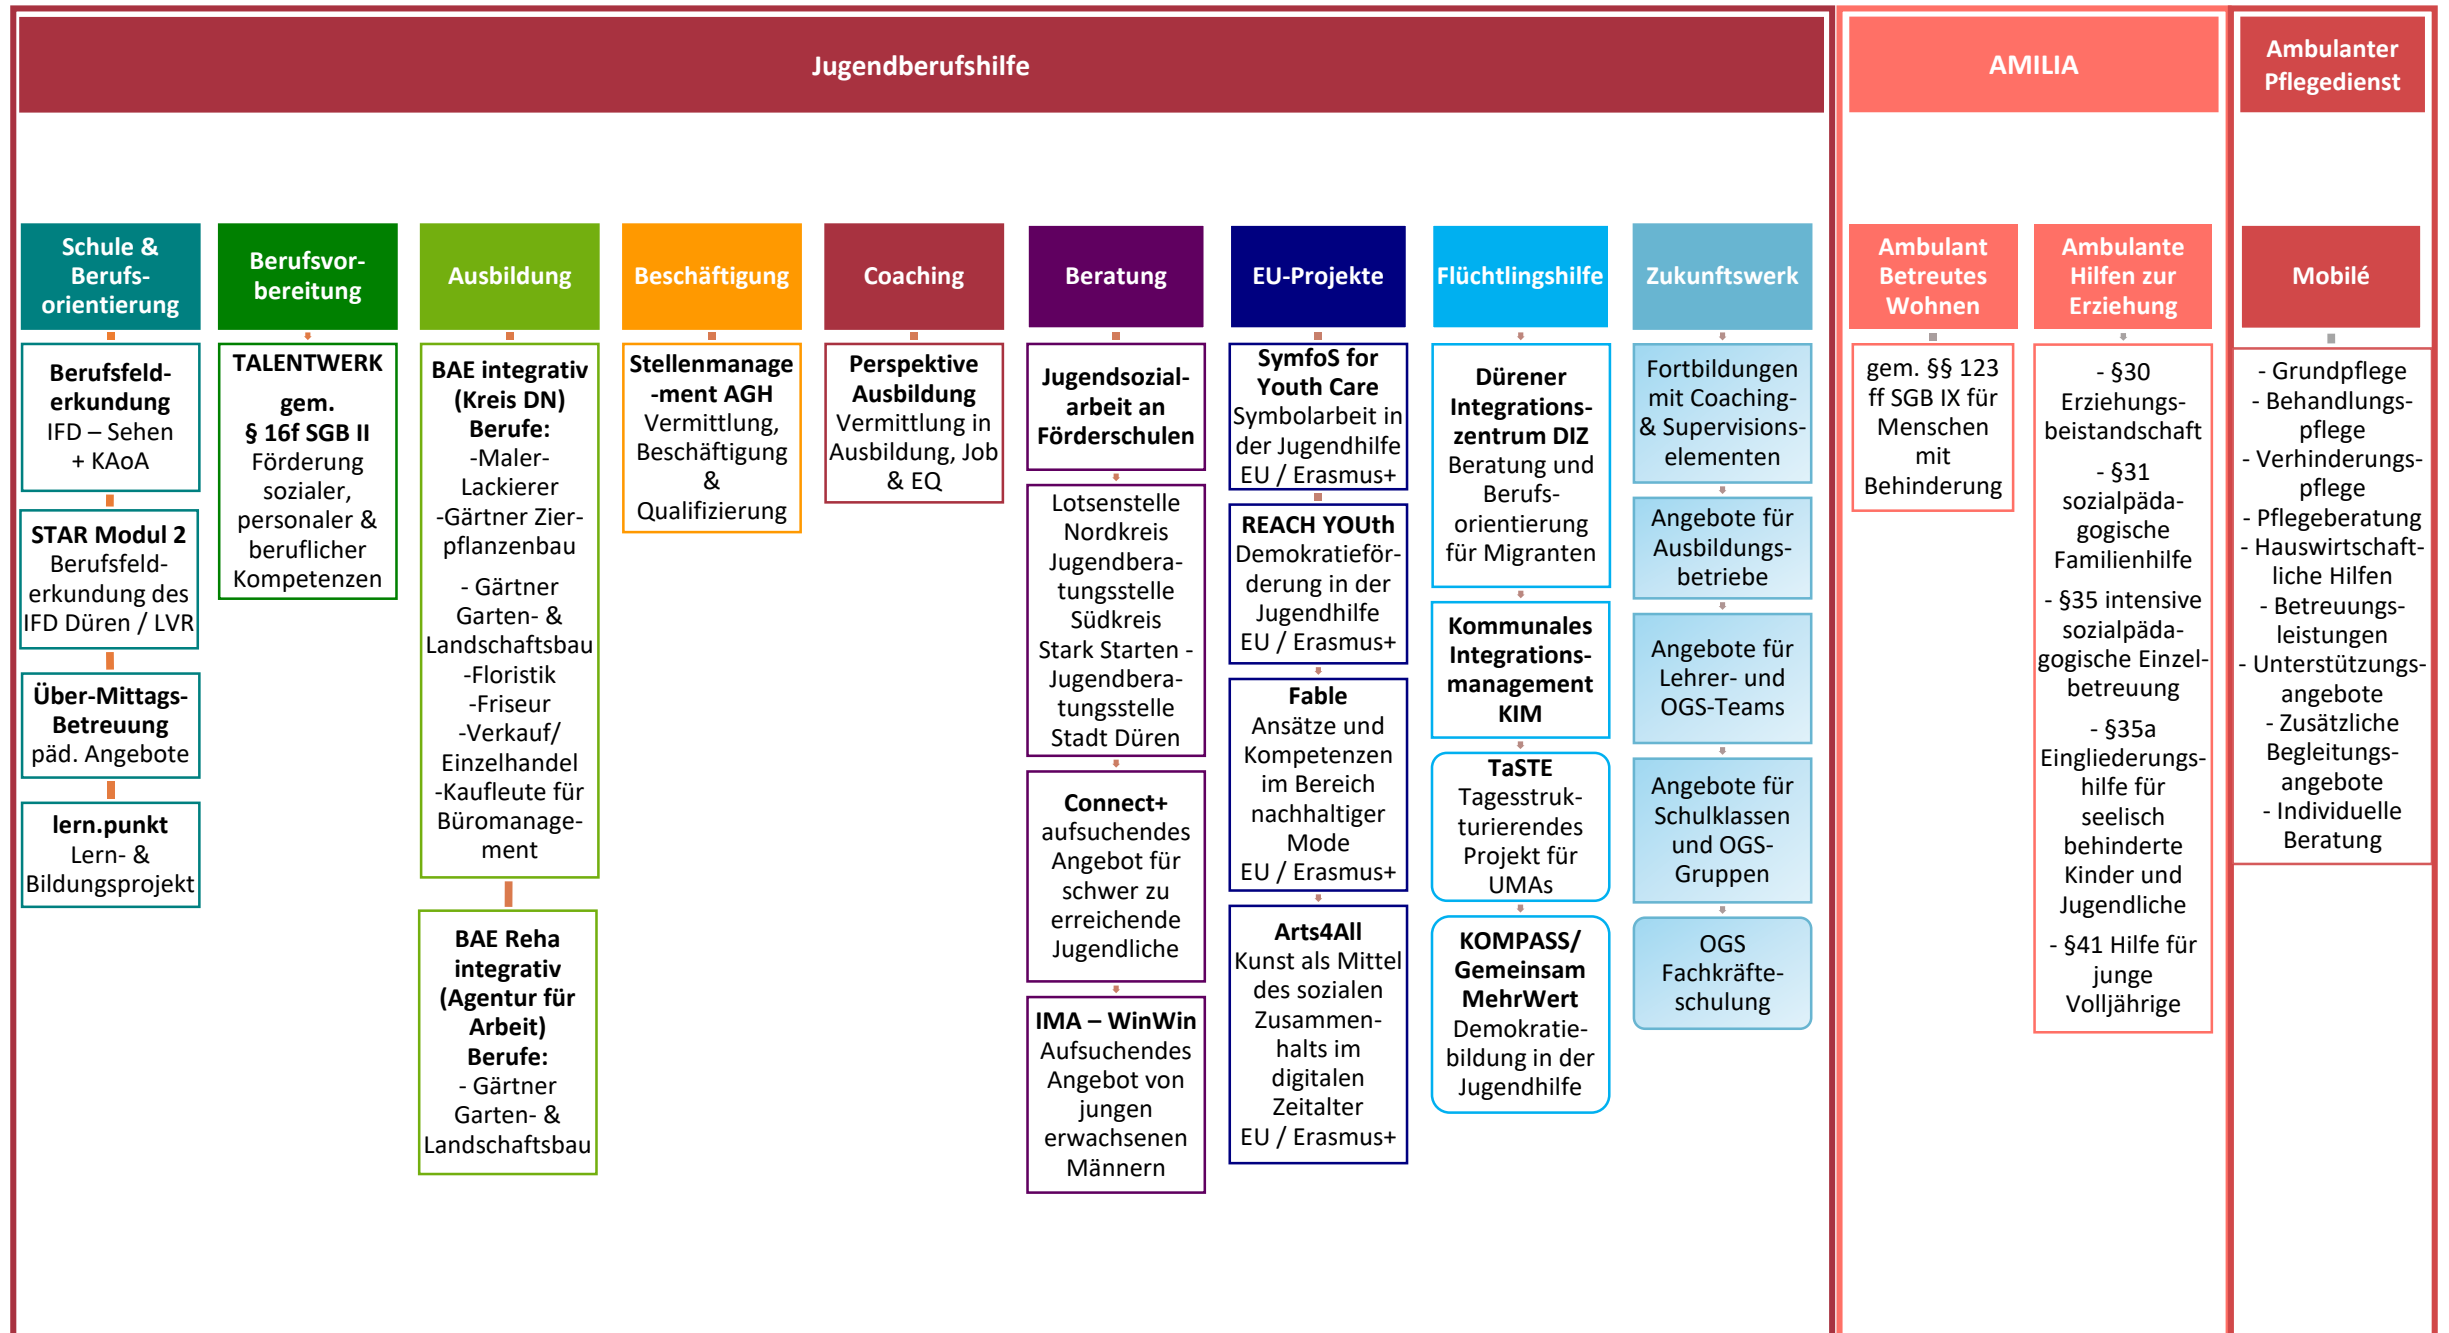 Jugendberufshilfe
AMILIA
Ambulanter
Pflegedienst
Schule &
Berufs-
orientierung
Berufsfeld-
erkundung
IFD – Sehen
+ KAoA
STAR Modul 2
Berufsfeld-
erkundung des
IFD Düren / LVR
Über-Mittags-
Betreuung
päd. Angebote
lern.punkt
Lern- &
Bildungsprojekt
Berufsvor-
bereitung
TALENTWERK
gem.
§ 16f SGB II
Förderung
sozialer,
personaler &
beruflicher
Kompetenzen
Ausbildung
BAE integrativ
(Kreis DN)
Berufe:
-Maler-
Lackierer
-Gärtner Zier-
pflanzenbau
- Gärtner
Garten- &
Landschaftsbau
-Floristik
-Friseur
-Verkauf/
Einzelhandel
-Kaufleute für
Büromanage-
ment
BAE Reha
integrativ
(Agentur für
Arbeit)
Berufe:
- Gärtner
Garten- &
Landschaftsbau
Beschäftigung
Stellenmanage
-ment AGH
Vermittlung,
Beschäftigung
&
Qualifizierung
Coaching
Perspektive
Ausbildung
Vermittlung in
Ausbildung, Job
& EQ
Beratung
Jugendsozial-
arbeit an
Förderschulen
Lotsenstelle
Nordkreis
Jugendbera-
tungsstelle
Südkreis
Stark Starten -
Jugendbera-
tungsstelle
Stadt Düren
Connect+
aufsuchendes
Angebot für
schwer zu
erreichende
Jugendliche
IMA – WinWin
Aufsuchendes
Angebot von
jungen
erwachsenen
Männern
EU-Projekte
SymfoS for
Youth Care
Symbolarbeit in
der Jugendhilfe
EU / Erasmus+
REACH YOUth
Demokratieför-
derung in der
Jugendhilfe
EU / Erasmus+
Fable
Ansätze und
Kompetenzen
im Bereich
nachhaltiger
Mode
EU / Erasmus+
Arts4All
Kunst als Mittel
des sozialen
Zusammen-
halts im
digitalen
Zeitalter
EU / Erasmus+
Flüchtlingshilfe
Dürener
Integrations-
zentrum DIZ
Beratung und
Berufs-
orientierung
für Migranten
Kommunales
Integrations-
management
KIM
TaSTE
Tagesstruk-
turierendes
Projekt für
UMAs
KOMPASS/
Gemeinsam
MehrWert
Demokratie-
bildung in der
Jugendhilfe
Zukunftswerk
Fortbildungen
mit Coaching-
& Supervisions-
elementen
Angebote für
Ausbildungs-
betriebe
Angebote für
Lehrer- und
OGS-Teams
Angebote für
Schulklassen
und OGS-
Gruppen
OGS
Fachkräfte-
schulung
Ambulant
Betreutes
Wohnen
gem. §§ 123
ff SGB IX für
Menschen
mit
Behinderung
Ambulante
Hilfen zur
Erziehung
- §30
Erziehungs-
beistandschaft
- §31
sozialpäda-
gogische
Familienhilfe
- §35 intensive
sozialpäda-
gogische Einzel-
betreuung
- §35a
Eingliederungs-
hilfe für
seelisch
behinderte
Kinder und
Jugendliche
- §41 Hilfe für
junge
Volljährige
Mobilé
- Grundpflege
- Behandlungs-
pflege
- Verhinderungs-
pflege
- Pflegeberatung
- Hauswirtschaft-
liche Hilfen
- Betreuungs-
leistungen
- Unterstützungs-
angebote
- Zusätzliche
Begleitungs-
angebote
- Individuelle
Beratung